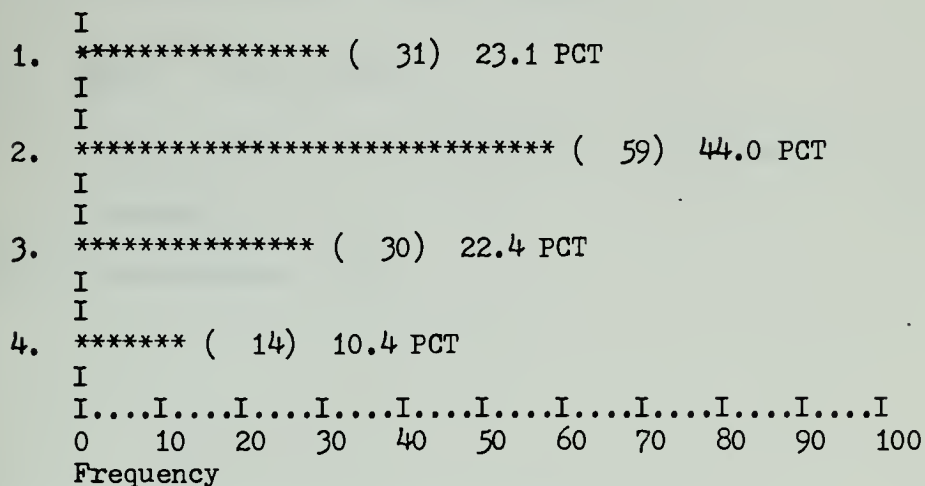 I
1. **************** ( 31) 23.1 PCT
I
I
2. ****************************** ( 59) 44.0 PCT
I
I
3. *************** ( 30) 22.4 PCT
I
I
4. ******* ( 14) 10.4 PCT
I
I....I....I....I....I....I....I....I....I....I....I
0 10 20 30 40 50 60 70 80 90 100
Frequency